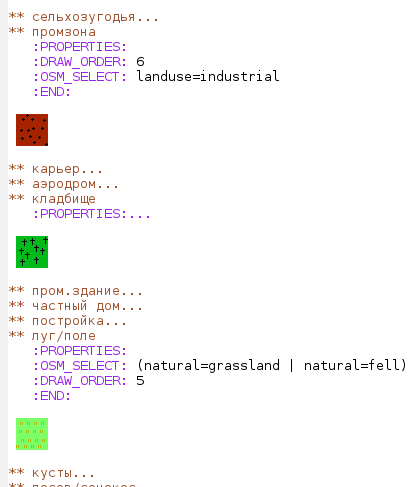 ** сельхозугодья...
** промзона
:PROPERTIES:
:DRAW_ORDER: 6
:OSM_SELECT: landuse=industrial
:END:
** карьер...
** аэродром...
** кладбище
:PROPERTIES:...
** пром.здание...
** частный дом...
** постройка...
** луг/поле
:PROPERTIES:
:OSM_SELECT: (natural=grassland | natural=fell)
:DRAW_ORDER: 5
:END:
** кусты...